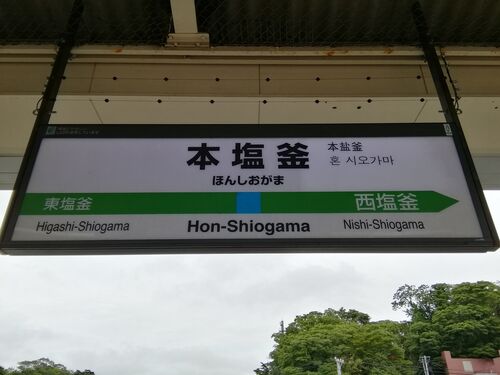 本塩釜
ほんしおがま
本盐釜
혼 시오가마
東塩釜
西塩釜
Higashi-Shiogama
Hon-Shiogama
Nishi-Shiogama